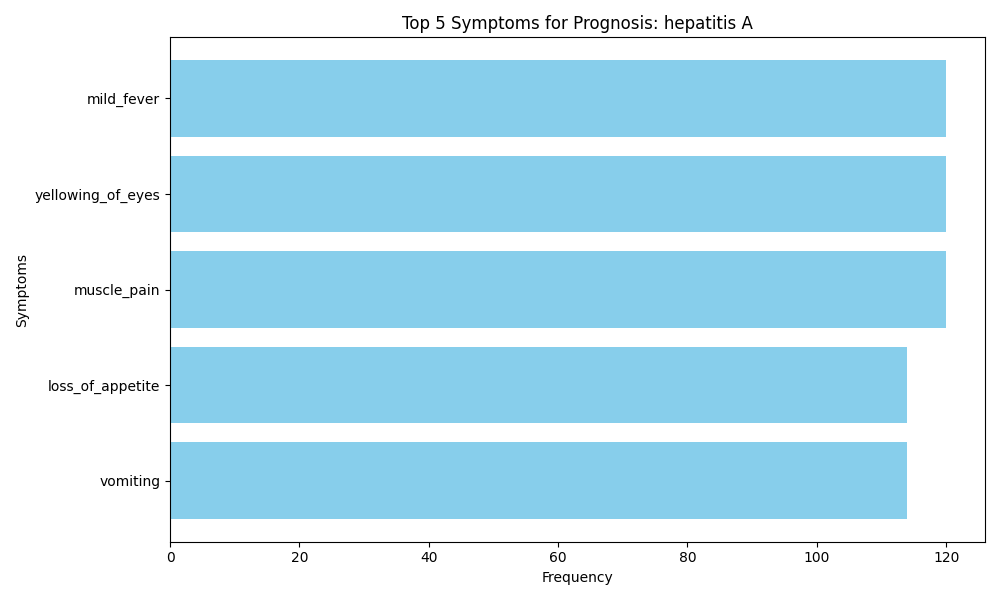 Top 5 Symptoms for Prognosis: hepatitis A
Symptoms
mild_fever
yellowing_of_eyes
muscle_pain
loss_of_appetite
vomiting
0 20 40 60 80 100 120
Frequency